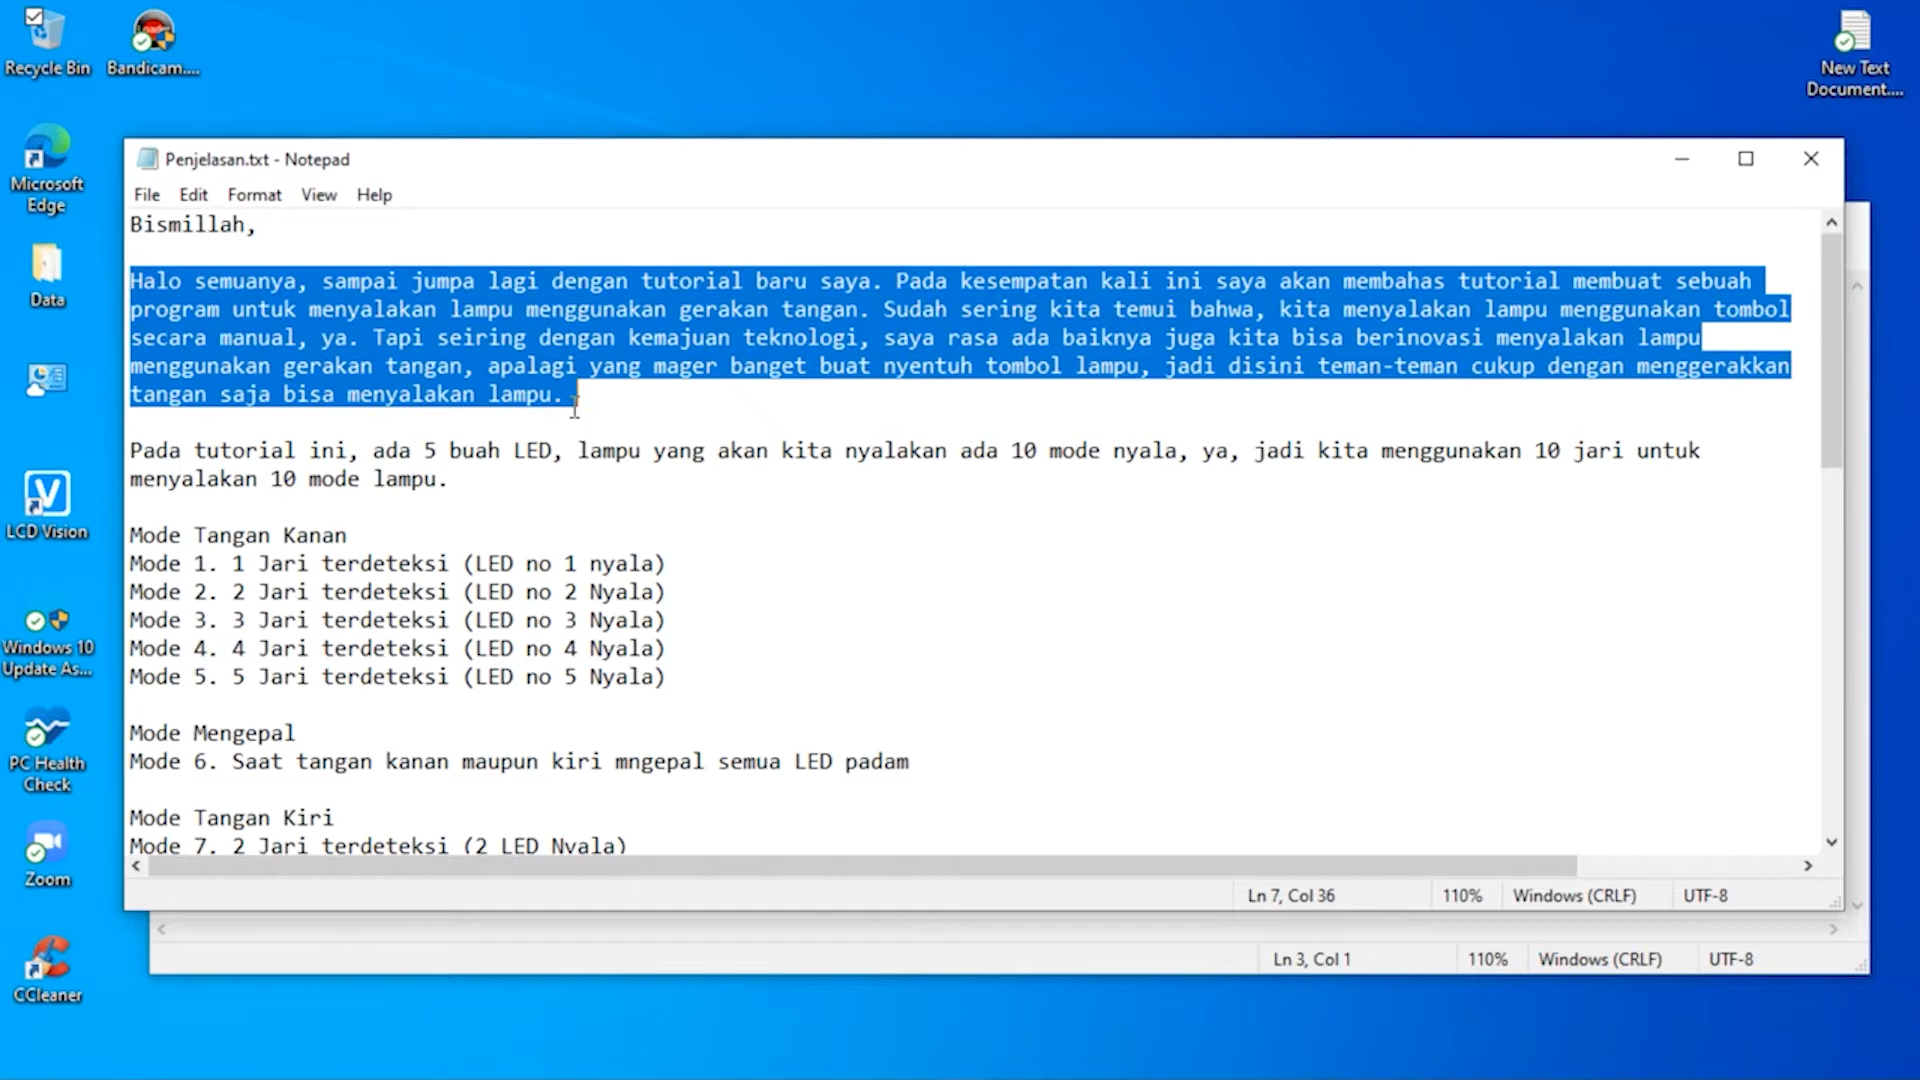 Recycle Bin
Bandicam....
New Text
Document....
Microsoft
Edge
Data
LCD Vision
Windows 10
Update As...
PC Health
Check
Zoom
CCleaner
Penjelasan.txt - Notepad
File Edit Format View Help
Bismillah,
Halo semuanya, sampai jumpa lagi dengan tutorial baru saya. Pada kesempatan kali ini saya akan membahas tutorial membuat sebuah
program untuk menyalakan lampu menggunakan gerakan tangan. Sudah sering kita temui bahwa, kita menyalakan lampu menggunakan tombol
secara manual, ya. Tapi seiring dengan kemajuan teknologi, saya rasa ada baiknya juga kita bisa berinovasi menyalakan lampu
menggunakan gerakan tangan, apalagi yang mager banget buat nyentuh tombol lampu, jadi disini teman-teman cukup dengan menggerakkan
tangan saja bisa menyalakan lampu.
Pada tutorial ini, ada 5 buah LED, lampu yang akan kita nyalakan ada 10 mode nyala, ya, jadi kita menggunakan 10 jari untuk
menyalakan 10 mode lampu.
Mode Tangan Kanan
Mode 1. 1 Jari terdeteksi (LED no 1 nyala)
Mode 2. 2 Jari terdeteksi (LED no 2 Nyala)
Mode 3. 3 Jari terdeteksi (LED no 3 Nyala)
Mode 4. 4 Jari terdeteksi (LED no 4 Nyala)
Mode 5. 5 Jari terdeteksi (LED no 5 Nyala)
Mode Mengepal
Mode 6. Saat tangan kanan maupun kiri mngepal semua LED padam
Mode Tangan Kiri
Mode 7. 2 Jari terdeteksi (2 LED Nyala)
Ln 7, Col 36 110% Windows (CRLF) UTF-8
Ln 3, Col 1 110% Windows (CRLF) UTF-8